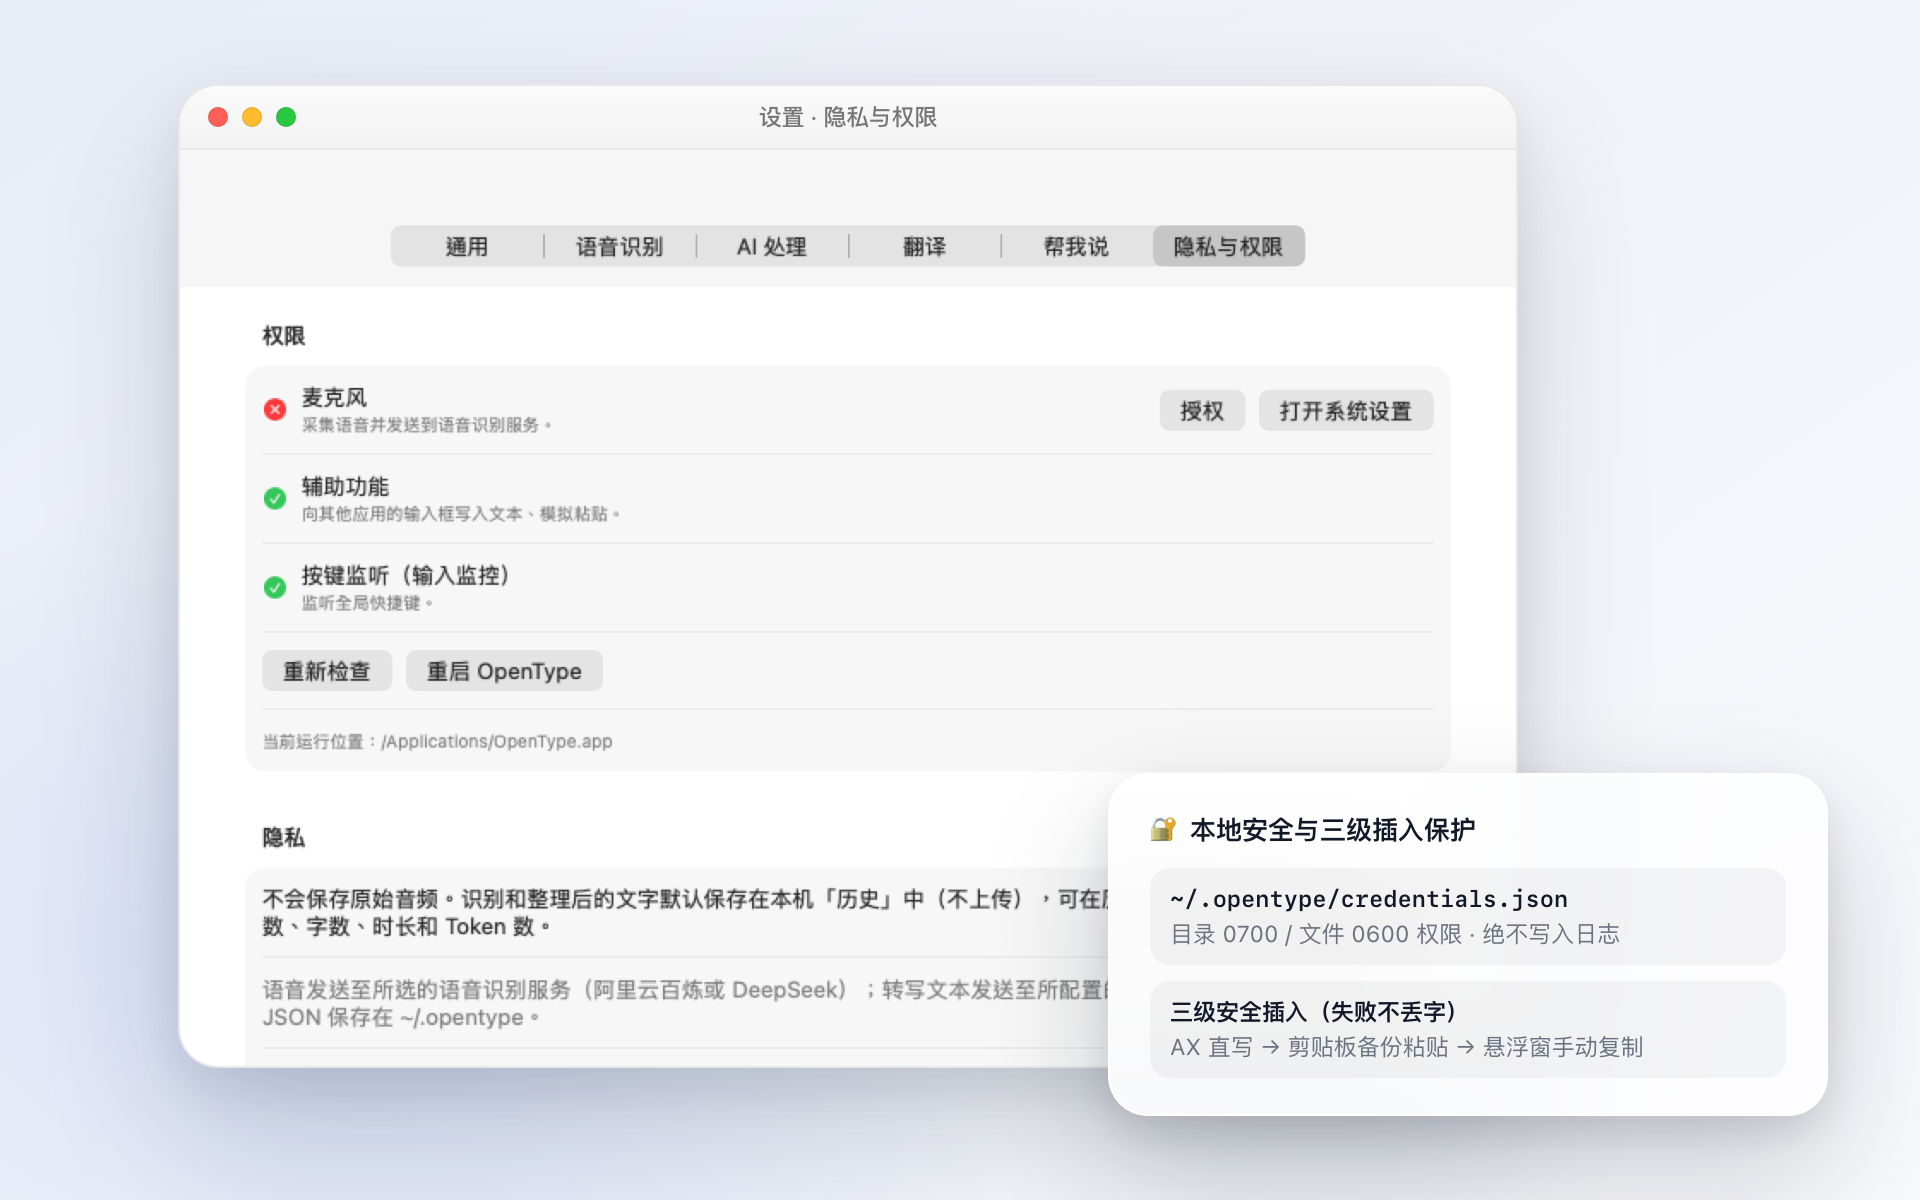 设置 · 隐私与权限
通用
语音识别
AI 处理
翻译
帮我说
隐私与权限
权限
麦克风
采集语音并发送到语音识别服务。
授权
打开系统设置
辅助功能
向其他应用的输入框写入文本、模拟粘贴。
按键监听（输入监控）
监听全局快捷键。
重新检查
重启 OpenType
当前运行位置：/Applications/OpenType.app
隐私
不会保存原始音频。识别和整理后的文字默认保存在本机「历史」中（不上传），可在历
数、字数、时长和 Token 数。
语音发送至所选的语音识别服务（阿里云百炼或 DeepSeek）；转写文本发送至所配置的
JSON 保存在 ~/.opentype。
🔐 本地安全与三级插入保护
~/.opentype/credentials.json
目录 0700 / 文件 0600 权限 · 绝不写入日志
三级安全插入（失败不丢字）
AX 直写 → 剪贴板备份粘贴 → 悬浮窗手动复制